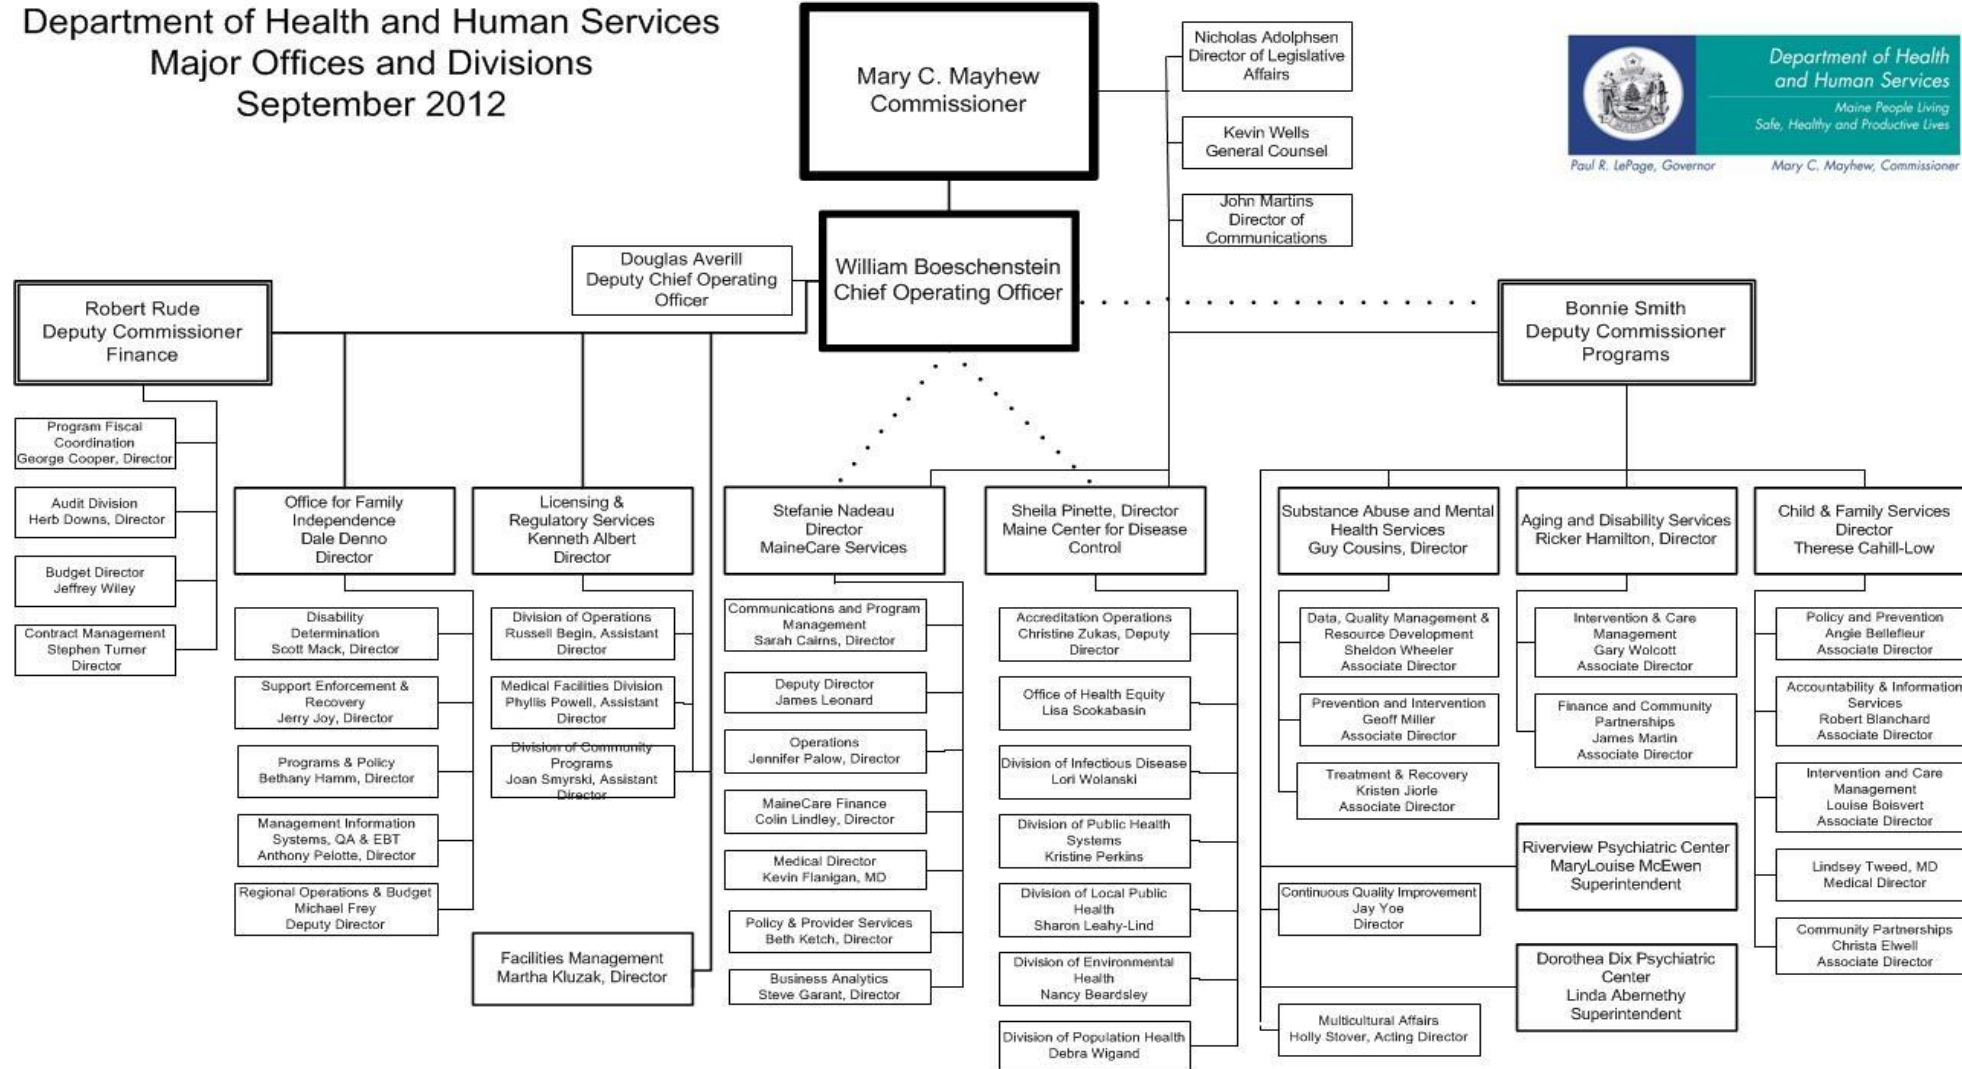 Department of Health and Human Services
Major Offices and Divisions
September 2012
Mary C. Mayhew
Commissioner
Nicholas Adolphsen
Director of Legislative
Affairs
Kevin Wells
General Counsel
John Martins
Director of
Communications
Department of Health
and Human Services
Maine People Living
Safe, Healthy and Productive Lives
Paul R. LePage, Governor
Mary C. Mayhew, Commissioner
Douglas Averill
Deputy Chief Operating
Officer
William Boeschenstein
Chief Operating Officer
Robert Rude
Deputy Commissioner
Finance
Bonnie Smith
Deputy Commissioner
Programs
Program Fiscal
Coordination
George Cooper, Director
Audit Division
Herb Downs, Director
Budget Director
Jeffrey Wiley
Contract Management
Stephen Turner
Director
Office for Family
Independence
Dale Denno
Director
Disability
Determination
Scott Mack, Director
Support Enforcement &
Recovery
Jerry Joy, Director
Programs & Policy
Bethany Hamm, Director
Management Information
Systems, QA & EBT
Anthony Pelotte, Director
Regional Operations & Budget
Michael Frey
Deputy Director
Licensing &
Regulatory Services
Kenneth Albert
Director
Division of Operations
Russell Begin, Assistant
Director
Medical Facilities Division
Phyllis Powell, Assistant
Director
Division of Community
Programs
Joan Smyrski, Assistant
Director
Facilities Management
Martha Kluzak, Director
Stefanie Nadeau
Director
MaineCare Services
Communications and Program
Management
Sarah Cairns, Director
Deputy Director
James Leonard
Operations
Jennifer Palow, Director
MaineCare Finance
Colin Lindley, Director
Medical Director
Kevin Flanigan, MD
Policy & Provider Services
Beth Ketch, Director
Business Analytics
Steve Garant, Director
Sheila Pinette, Director
Maine Center for Disease
Control
Accreditation Operations
Christine Zukas, Deputy
Director
Office of Health Equity
Lisa Scokabasin
Division of Infectious Disease
Lori Wolanski
Division of Public Health
Systems
Kristine Perkins
Division of Local Public
Health
Sharon Leahy-Lind
Division of Environmental
Health
Nancy Beardsley
Division of Population Health
Debra Wigand
Substance Abuse and Mental
Health Services
Guy Cousins, Director
Data, Quality Management &
Resource Development
Sheldon Wheeler
Associate Director
Prevention and Intervention
Geoff Miller
Associate Director
Treatment & Recovery
Kristen Jiorle
Associate Director
Continuous Quality Improvement
Jay Yoe
Director
Multicultural Affairs
Holly Stover, Acting Director
Aging and Disability Services
Ricker Hamilton, Director
Intervention & Care
Management
Gary Wolcott
Associate Director
Finance and Community
Partnerships
James Martin
Associate Director
Riverview Psychiatric Center
MaryLouise McEwen
Superintendent
Dorothea Dix Psychiatric
Center
Linda Abernethy
Superintendent
Child & Family Services
Director
Therese Cahill-Low
Policy and Prevention
Angie Bellefleur
Associate Director
Accountability & Information
Services
Robert Blanchard
Associate Director
Intervention and Care
Management
Louise Boisvert
Associate Director
Lindsey Tweed, MD
Medical Director
Community Partnerships
Christa Elwell
Associate Director